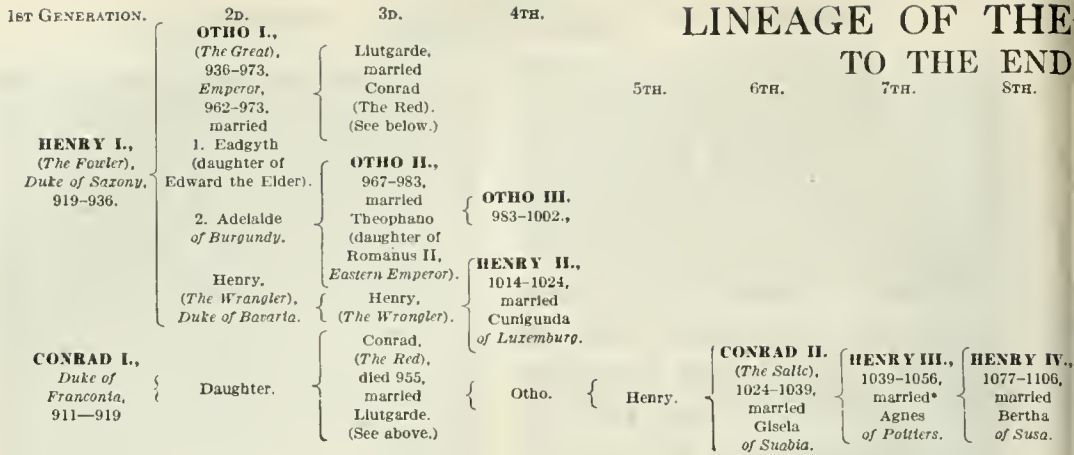 LINEAGE OF THE
TO THE END
1ST GENERATION.
2D.
3D.
4TH.
5TH.
6TH.
7TH.
8TH.
HENRY I.,
(The Fowler),
Duke of Saxony,
919–936.
OTHO I.,
(The Great),
936–973,
Emperor,
962–973,
married
1. Eadgyth
(daughter of
Edward the Elder).
2. Adelaide
of Burgundy.
Henry,
(The Wrangler),
Duke of Bavaria.
Liutgarde,
married
Conrad
(The Red).
(See below.)
OTHO II.,
967–983,
married
Theophano
(daughter of
Romanus II,
Eastern Emperor).
Henry,
(The Wrangler).
OTHO III.
983–1002.,
HENRY II.,
1014–1024,
married
Cunigunda
of Luxemburg.
CONRAD I.,
Duke of
Franconia,
911—919
Daughter.
Conrad,
(The Red),
died 955,
married
Liutgarde.
(See above.)
Otho.
Henry.
CONRAD II.
(The Salic),
1024–1039,
married
Gisela
of Suabia.
HENRY III.,
1039–1056,
married*
Agnes
of Poitiers.
HENRY IV.,
1077–1106,
married
Bertha
of Susa.